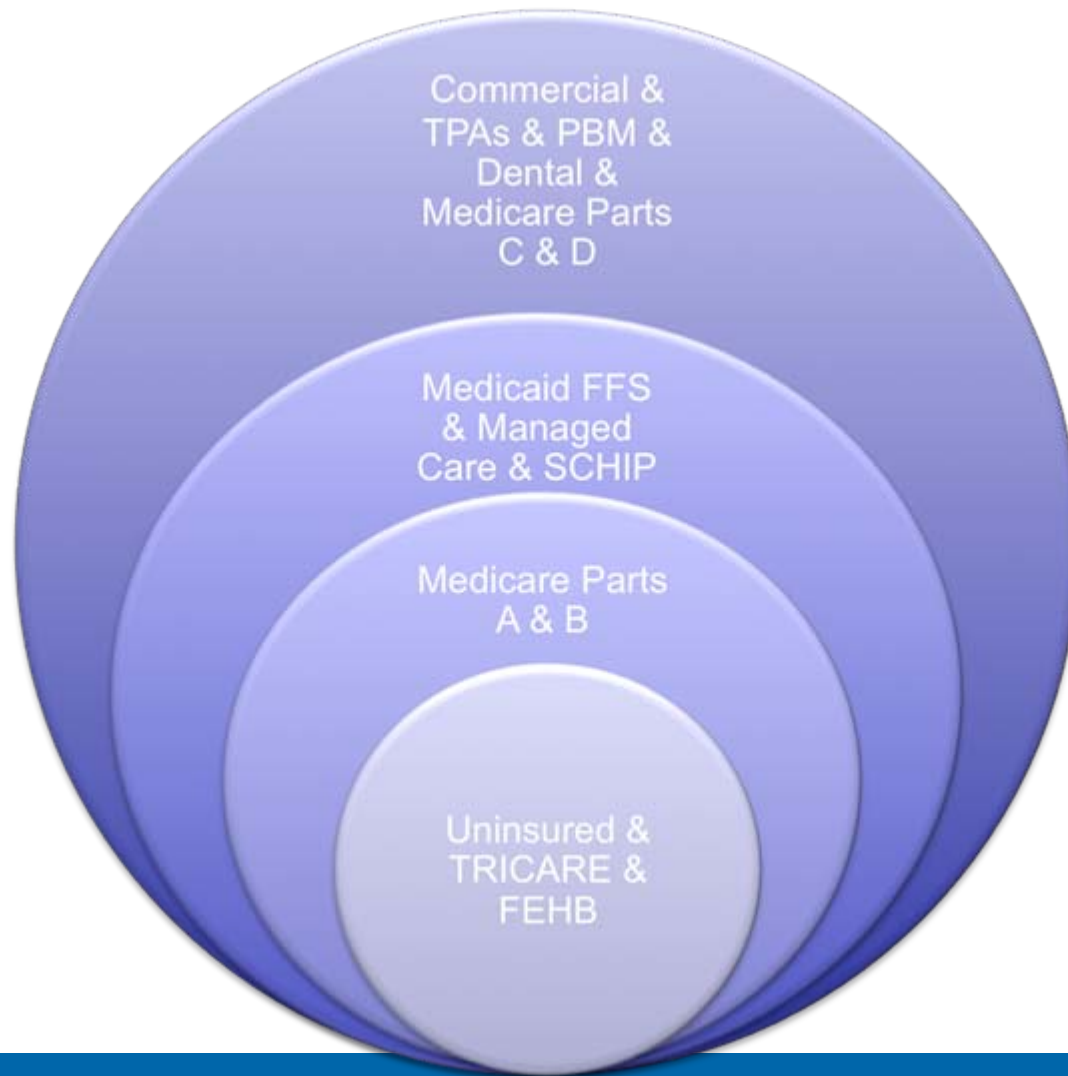 Commercial &
TPAs & PBM &
Dental &
Medicare Parts
C & D
Medicaid FFS
& Managed
Care & SCHIP
Medicare Parts
A & B
Uninsured &
TRICARE &
FEHB